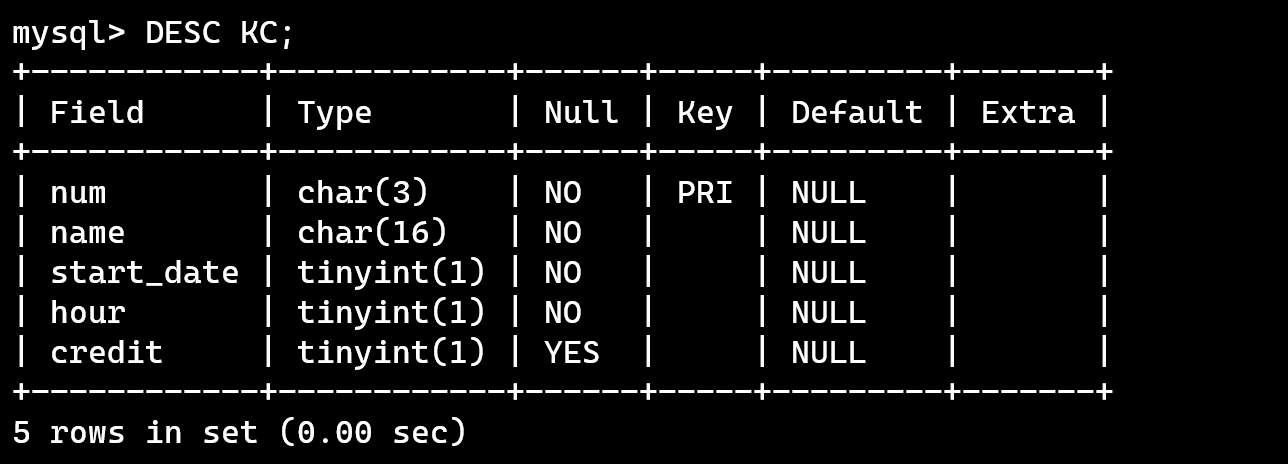 mysql> DESC KC;
+------------+------------+------+-----+---------+-------+
| Field      | Type       | Null | Key | Default | Extra |
+------------+------------+------+-----+---------+-------+
| num        | char(3)    | NO   | PRI | NULL    |       |
| name       | char(16)   | NO   |     | NULL    |       |
| start_date | tinyint(1) | NO   |     | NULL    |       |
| hour       | tinyint(1) | NO   |     | NULL    |       |
| credit     | tinyint(1) | YES  |     | NULL    |       |
+------------+------------+------+-----+---------+-------+
5 rows in set (0.00 sec)